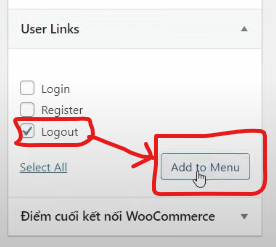 User Links
Login
Register
Logout
Select All
Add to Menu
Điểm cuối kết nối WooCommerce